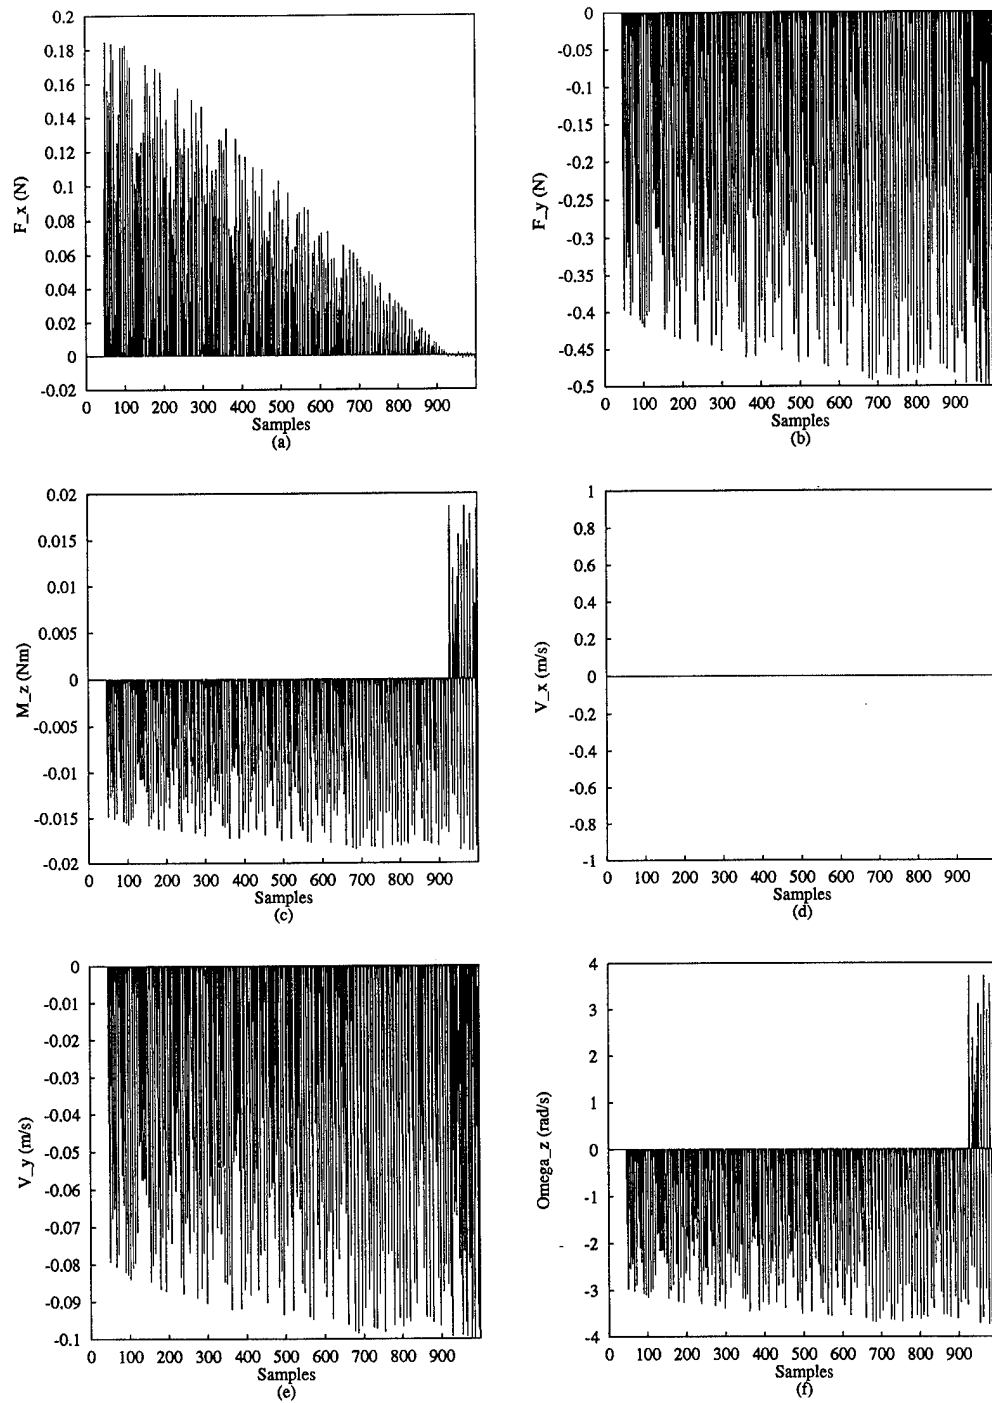 0.2
0.18
0.16
0.14
0.12
0.1
0.08
0.06
0.04
0.02
0
-0.02
F_x (N)
0 100 200 300 400 500 600 700 800 900
Samples
(a)
0
-0.05
-0.1
-0.15
-0.2
-0.25
-0.3
-0.35
-0.4
-0.45
-0.5
F_y (N)
0 100 200 300 400 500 600 700 800 900
Samples
(b)
0.02
0.015
0.01
0.005
0
-0.005
-0.01
-0.015
-0.02
M_z (Nm)
0 100 200 300 400 500 600 700 800 900
Samples
(c)
1
0.8
0.6
0.4
0.2
0
-0.2
-0.4
-0.6
-0.8
-1
V_x (m/s)
0 100 200 300 400 500 600 700 800 900
Samples
(d)
0
-0.01
-0.02
-0.03
-0.04
-0.05
-0.06
-0.07
-0.08
-0.09
-0.1
V_y (m/s)
0 100 200 300 400 500 600 700 800 900
Samples
(e)
4
3
2
1
0
-1
-2
-3
-4
Omega_z (rad/s)
0 100 200 300 400 500 600 700 800 900
Samples
(f)